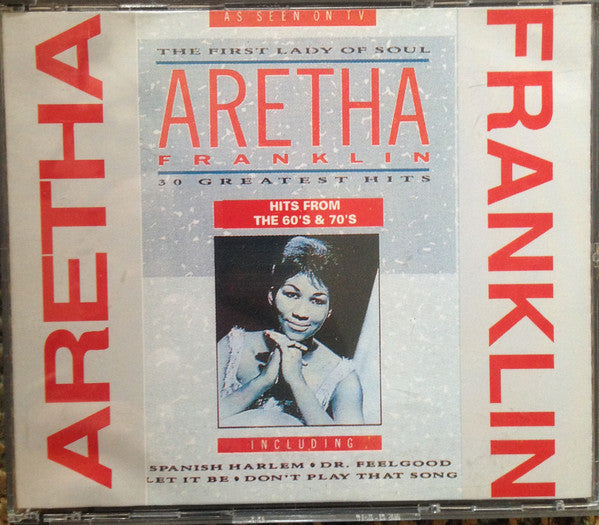 ARETHA
AS SEEN ON TV
THE FIRST LADY OF SOUL
ARETHA
FRANKLIN
30 GREATEST HITS
HITS FROM
THE 60'S & 70'S
INCLUDING
SPANISH HARLEM • DR. FEELGOOD
LET IT BE • DON'T PLAY THAT SONG
FRANKLIN